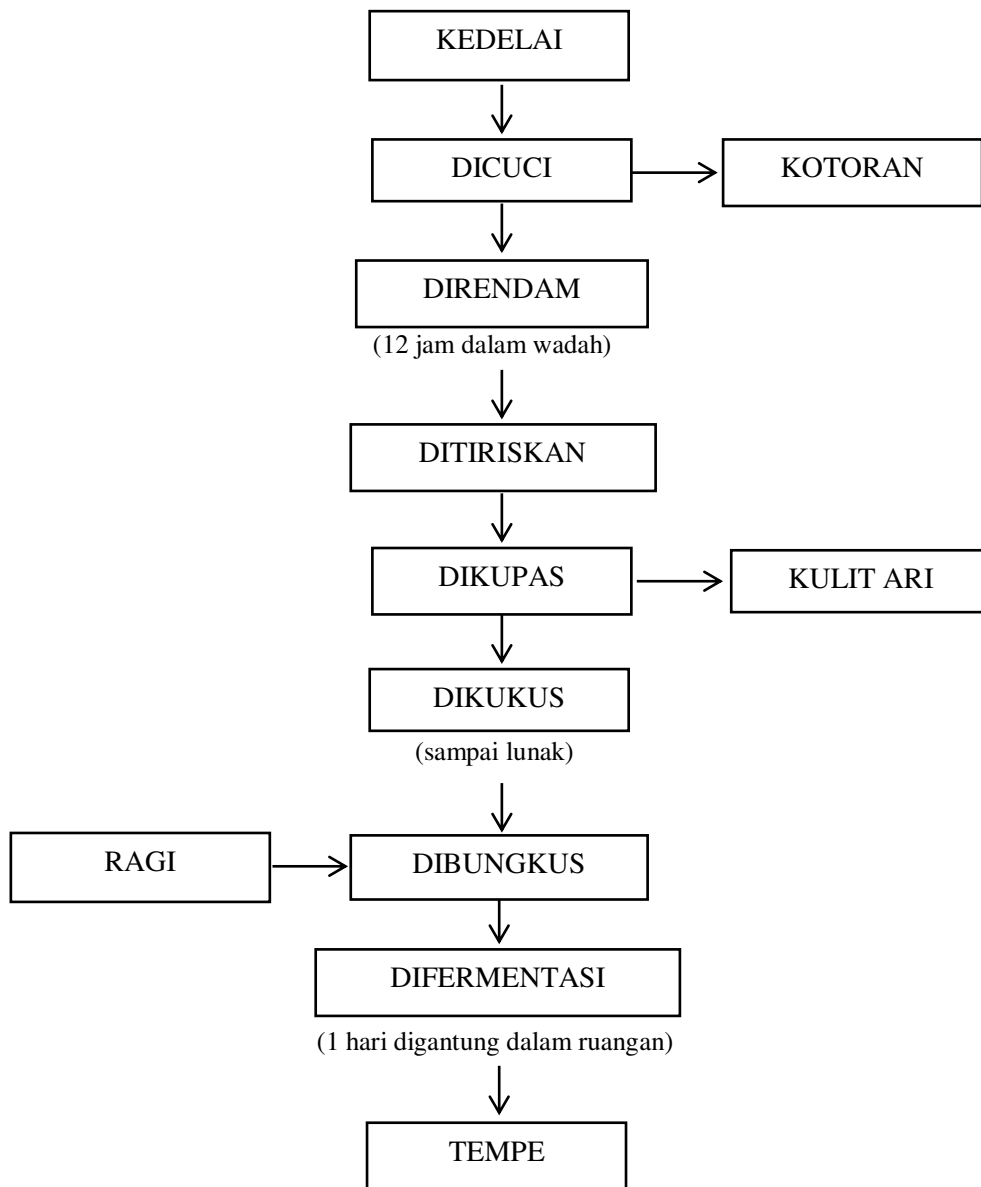 KEDELAI
DICUCI
KOTORAN
DIRENDAM
(12 jam dalam wadah)
DITIRISKAN
DIKUPAS
KULIT ARI
DIKUKUS
(sampai lunak)
RAGI
DIBUNGKUS
DIFERMENTASI
(1 hari digantung dalam ruangan)
TEMPE